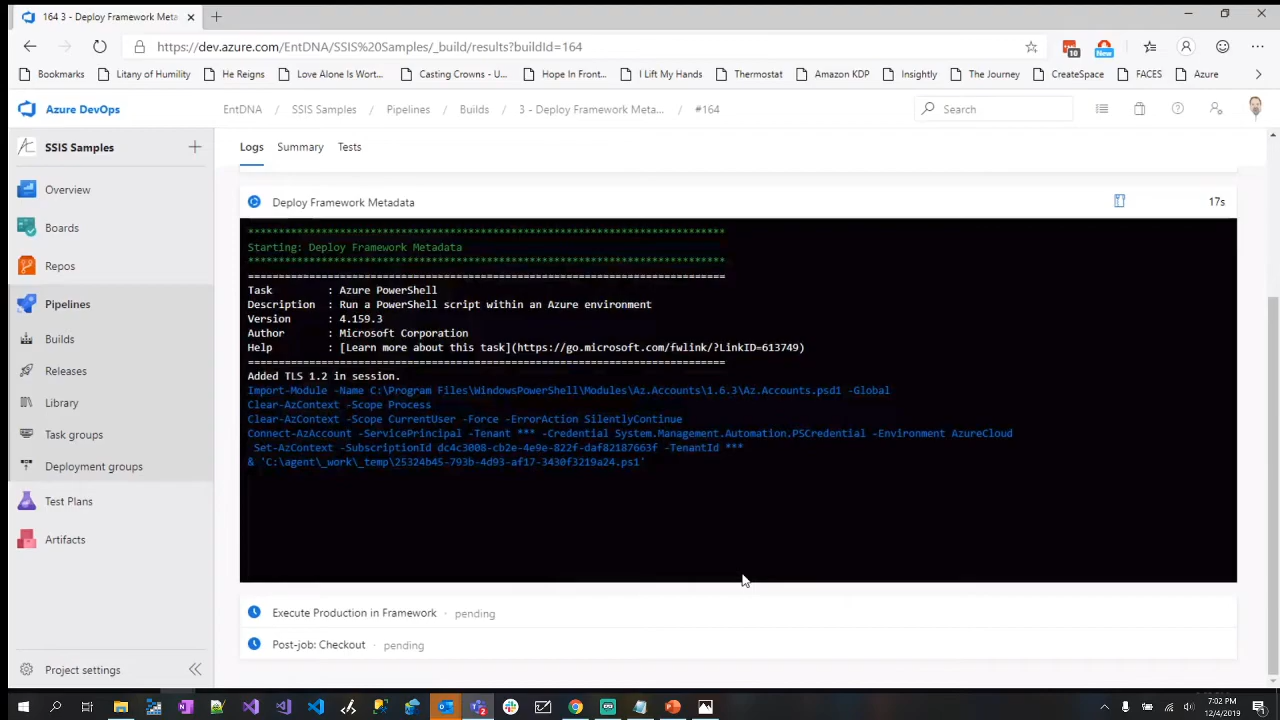 164 3 - Deploy Framework Meta
https://dev.azure.com/EntDNA/SSIS%20Samples/_build/results?buildId=164
10
New
Bookmarks Litany of Humility He Reigns Love Alone Is Wort... Casting Crowns - U... Hope In Front... I Lift My Hands Thermostat Amazon KDP Insightly The Journey CreateSpace FACES Azure
Azure DevOps
EntDNA SSIS Samples Pipelines Builds 3 - Deploy Framework Meta... #164
Search
SSIS Samples
Overview
Boards
Repos
Pipelines
Builds
Releases
Library
Task groups
Deployment groups
Test Plans
Artifacts
Project settings
Logs Summary Tests
Deploy Framework Metadata 17s
******************************************************************************
Starting: Deploy Framework Metadata
******************************************************************************
==============================================================================
Task : Azure PowerShell
Description : Run a PowerShell script within an Azure environment
Version : 4.159.3
Author : Microsoft Corporation
Help : [Learn more about this task](https://go.microsoft.com/fwlink/?LinkID=613749)
==============================================================================
Added TLS 1.2 in session.
Import-Module -Name C:\Program Files\WindowsPowerShell\Modules\Az.Accounts\1.6.3\Az.Accounts.psd1 -Global
Clear-AzContext -Scope Process
Clear-AzContext -Scope CurrentUser -Force -ErrorAction SilentlyContinue
Connect-AzAccount -ServicePrincipal -Tenant *** -Credential System.Management.Automation.PSCredential -Environment AzureCloud
Set-AzContext -SubscriptionId dc4c3008-cb2e-4e9e-822f-daf82187663f -TenantId ***
& 'C:\agent\_work\_temp\25324b45-793b-4d93-af17-3430f3219a24.ps1'
Execute Production in Framework · pending
Post-job: Checkout · pending
7:02 PM
12/4/2019